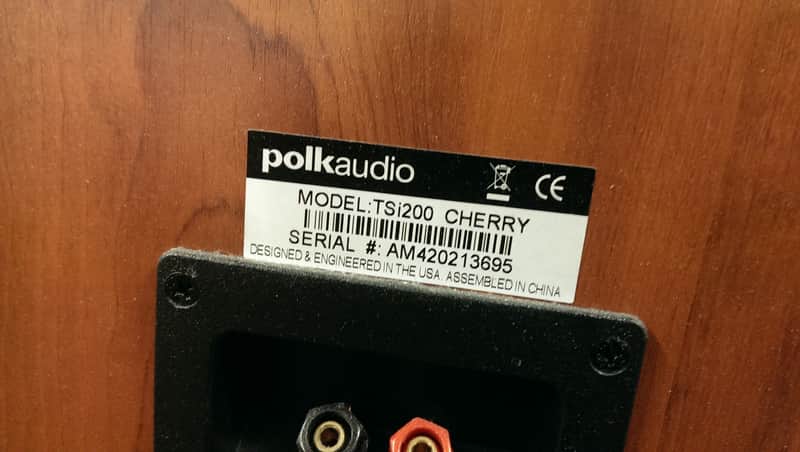 polkaudio
CE
MODEL:TSi200 CHERRY
SERIAL #: AM420213695
DESIGNED & ENGINEERED IN THE USA. ASSEMBLED IN CHINA